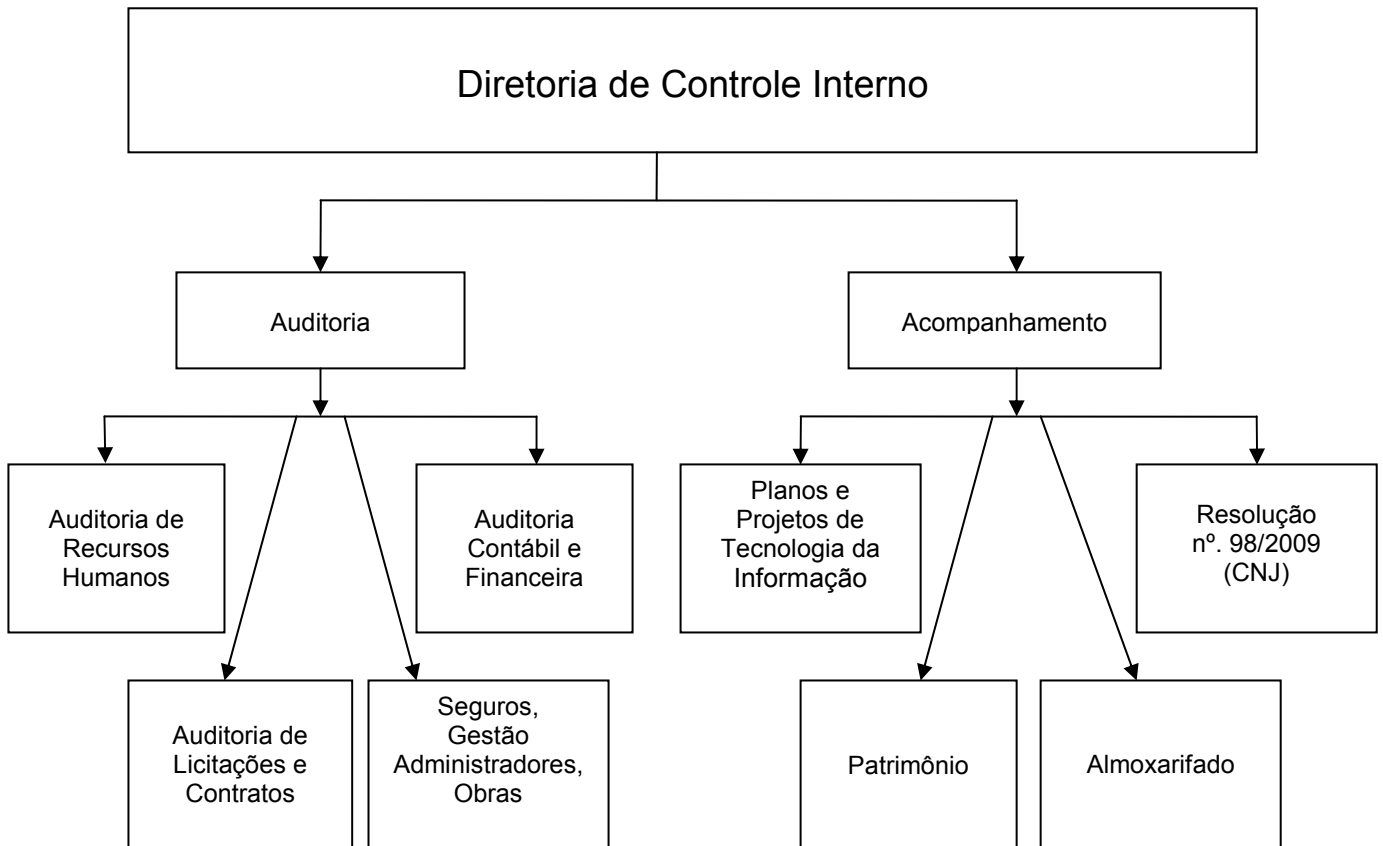 Diretoria de Controle Interno
Auditoria
Acompanhamento
Auditoria de
Recursos
Humanos
Auditoria
Contábil e
Financeira
Planos e
Projetos de
Tecnologia da
Informação
Resolução
nº. 98/2009
(CNJ)
Auditoria de
Licitações e
Contratos
Seguros,
Gestão
Administradores,
Obras
Patrimônio
Almoxarifado